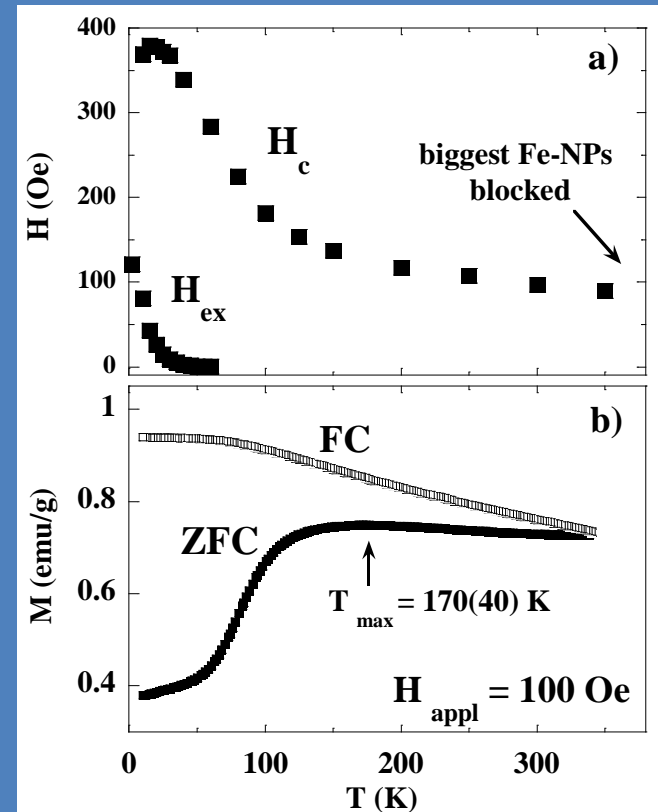 400
a)
300
H c
biggest Fe-NPs
blocked
200
H (Oe)
100
H ex
0
1
b)
FC
0.8
ZFC
M (emu/g)
T max = 170(40) K
0.6
0.4
H appl = 100 Oe
0 100 200 300
T (K)